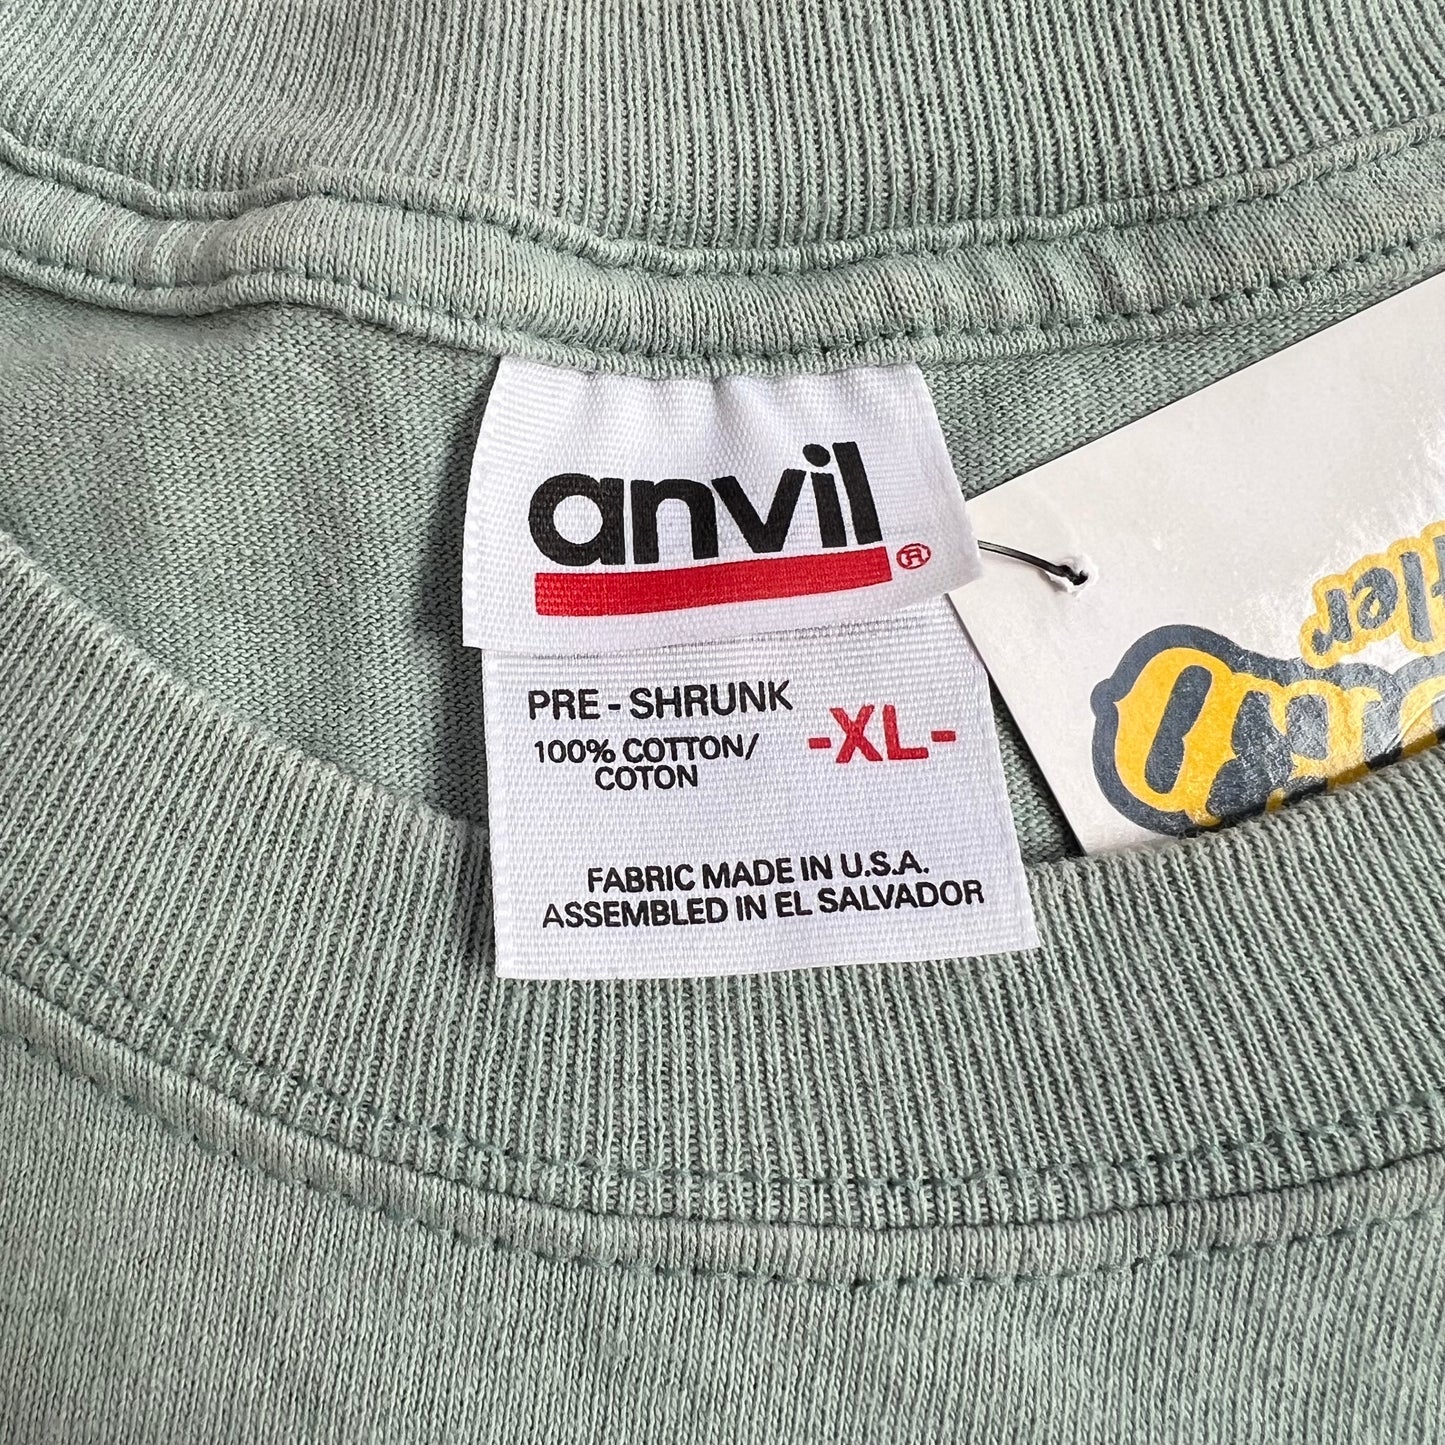 anvil
®
PRE - SHRUNK
-XL-
100% COTTON/
COTON
FABRIC MADE IN U.S.A.
ASSEMBLED IN EL SALVADOR